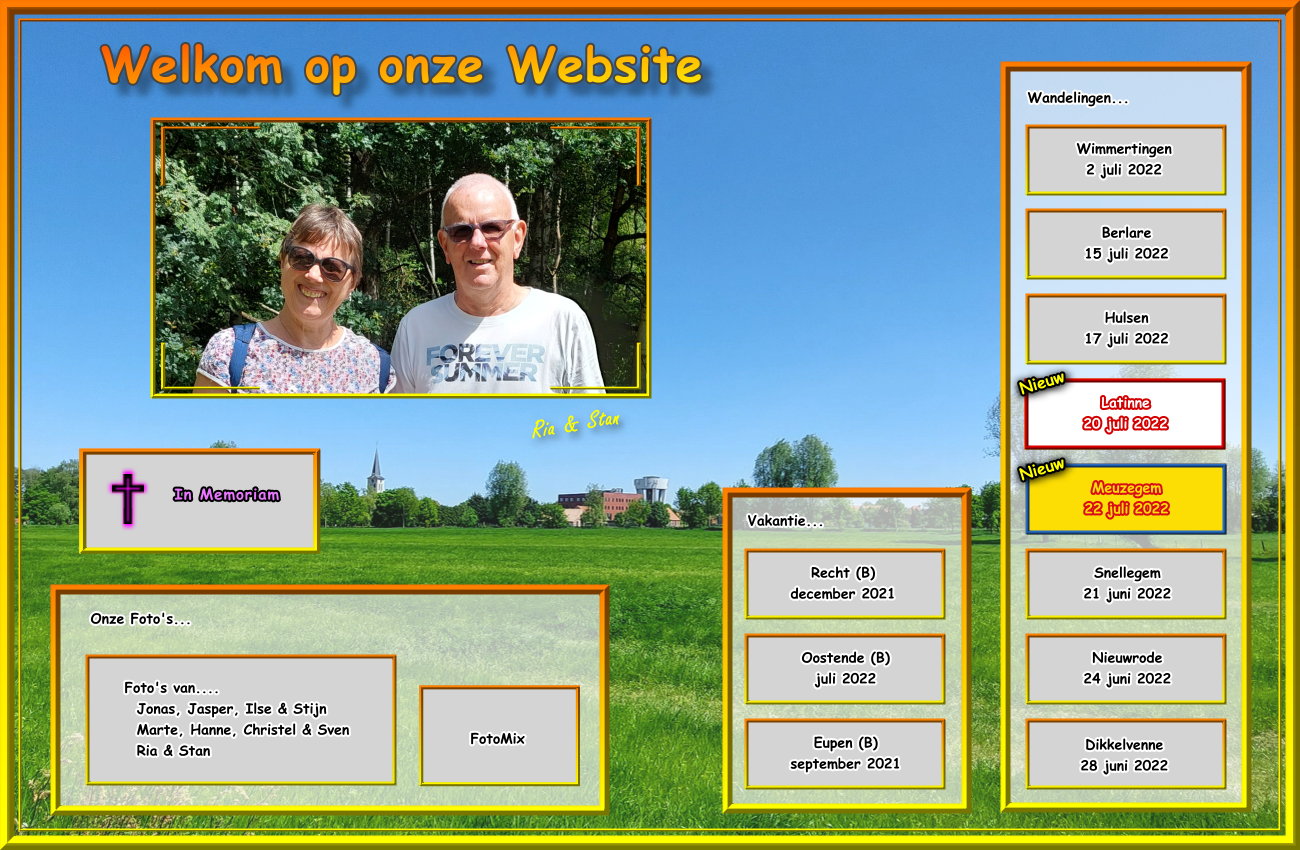 Welkom op onze Website
FOREVER
SUMMER
Ria & Stan
In Memoriam
Onze Foto's...
Foto's van....
Jonas, Jasper, Ilse & Stijn
Marte, Hanne, Christel & Sven
Ria & Stan
FotoMix
Vakantie...
Recht (B)
december 2021
Oostende (B)
juli 2022
Eupen (B)
september 2021
Wandelingen...
Wimmertingen
2 juli 2022
Berlare
15 juli 2022
Hulsen
17 juli 2022
Nieuw
Latinne
20 juli 2022
Nieuw
Meuzegem
22 juli 2022
Snellegem
21 juni 2022
Nieuwrode
24 juni 2022
Dikkelvenne
28 juni 2022